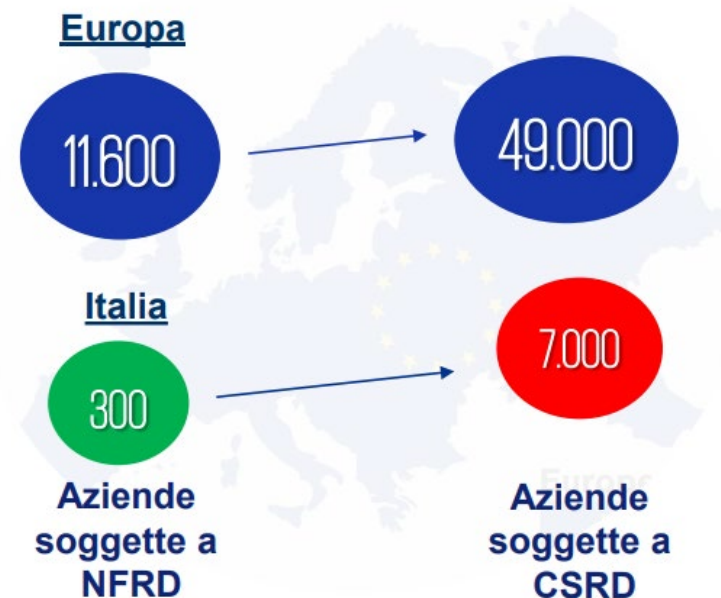 Europa
11.600
49.000
Italia
300
7.000
Aziende
soggette a
NFRD
Aziende
soggette a
CSRD